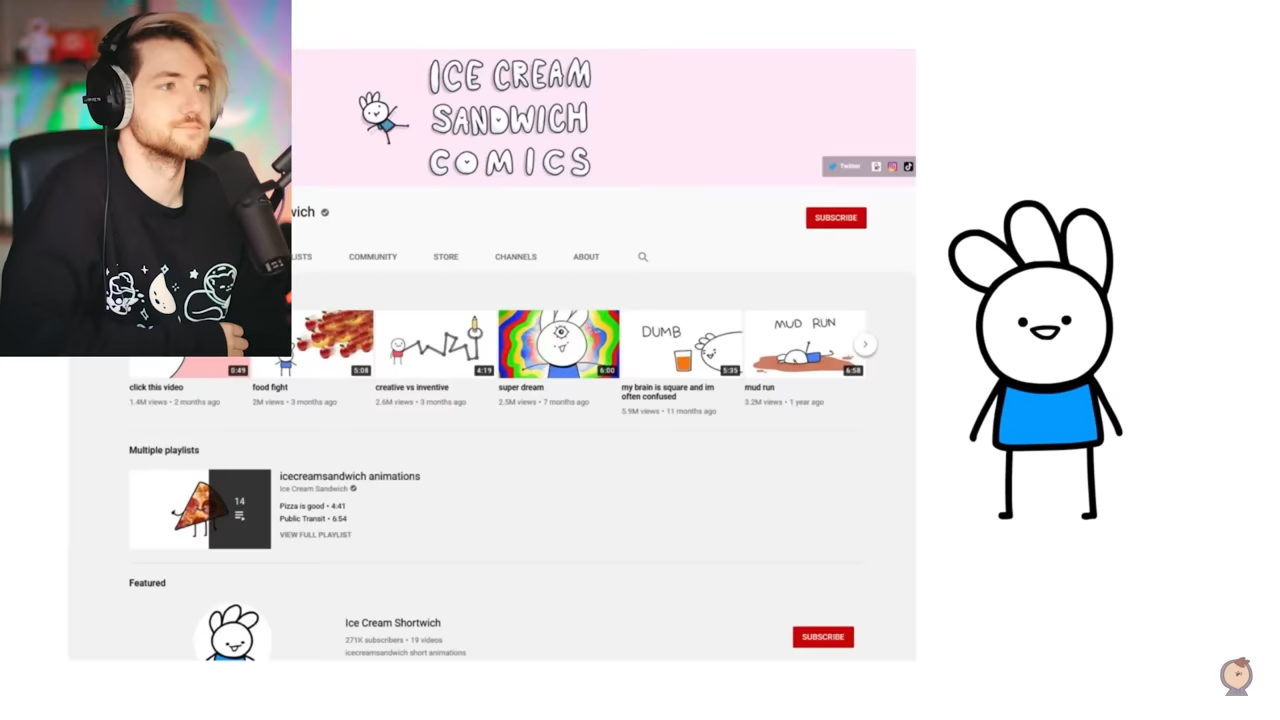 ICE CREAM
SANDWICH
COMICS
Twitter
wich
SUBSCRIBE
LISTS
COMMUNITY
STORE
CHANNELS
ABOUT
0:49
5:08
4:19
6:00
DUMB
5:35
MUD RUN
6:58
click this video
1.4M views • 2 months ago
food fight
2M views • 3 months ago
creative vs inventive
2.6M views • 3 months ago
super dream
2.5M views • 7 months ago
my brain is square and im
often confused
5.9M views • 11 months ago
mud run
3.2M views • 1 year ago
Multiple playlists
14
icecreamsandwich animations
Ice Cream Sandwich
Pizza is good • 4:41
Public Transit • 6:54
VIEW FULL PLAYLIST
Featured
Ice Cream Shortwich
271K subscribers • 19 videos
icecreamsandwich short animations
SUBSCRIBE